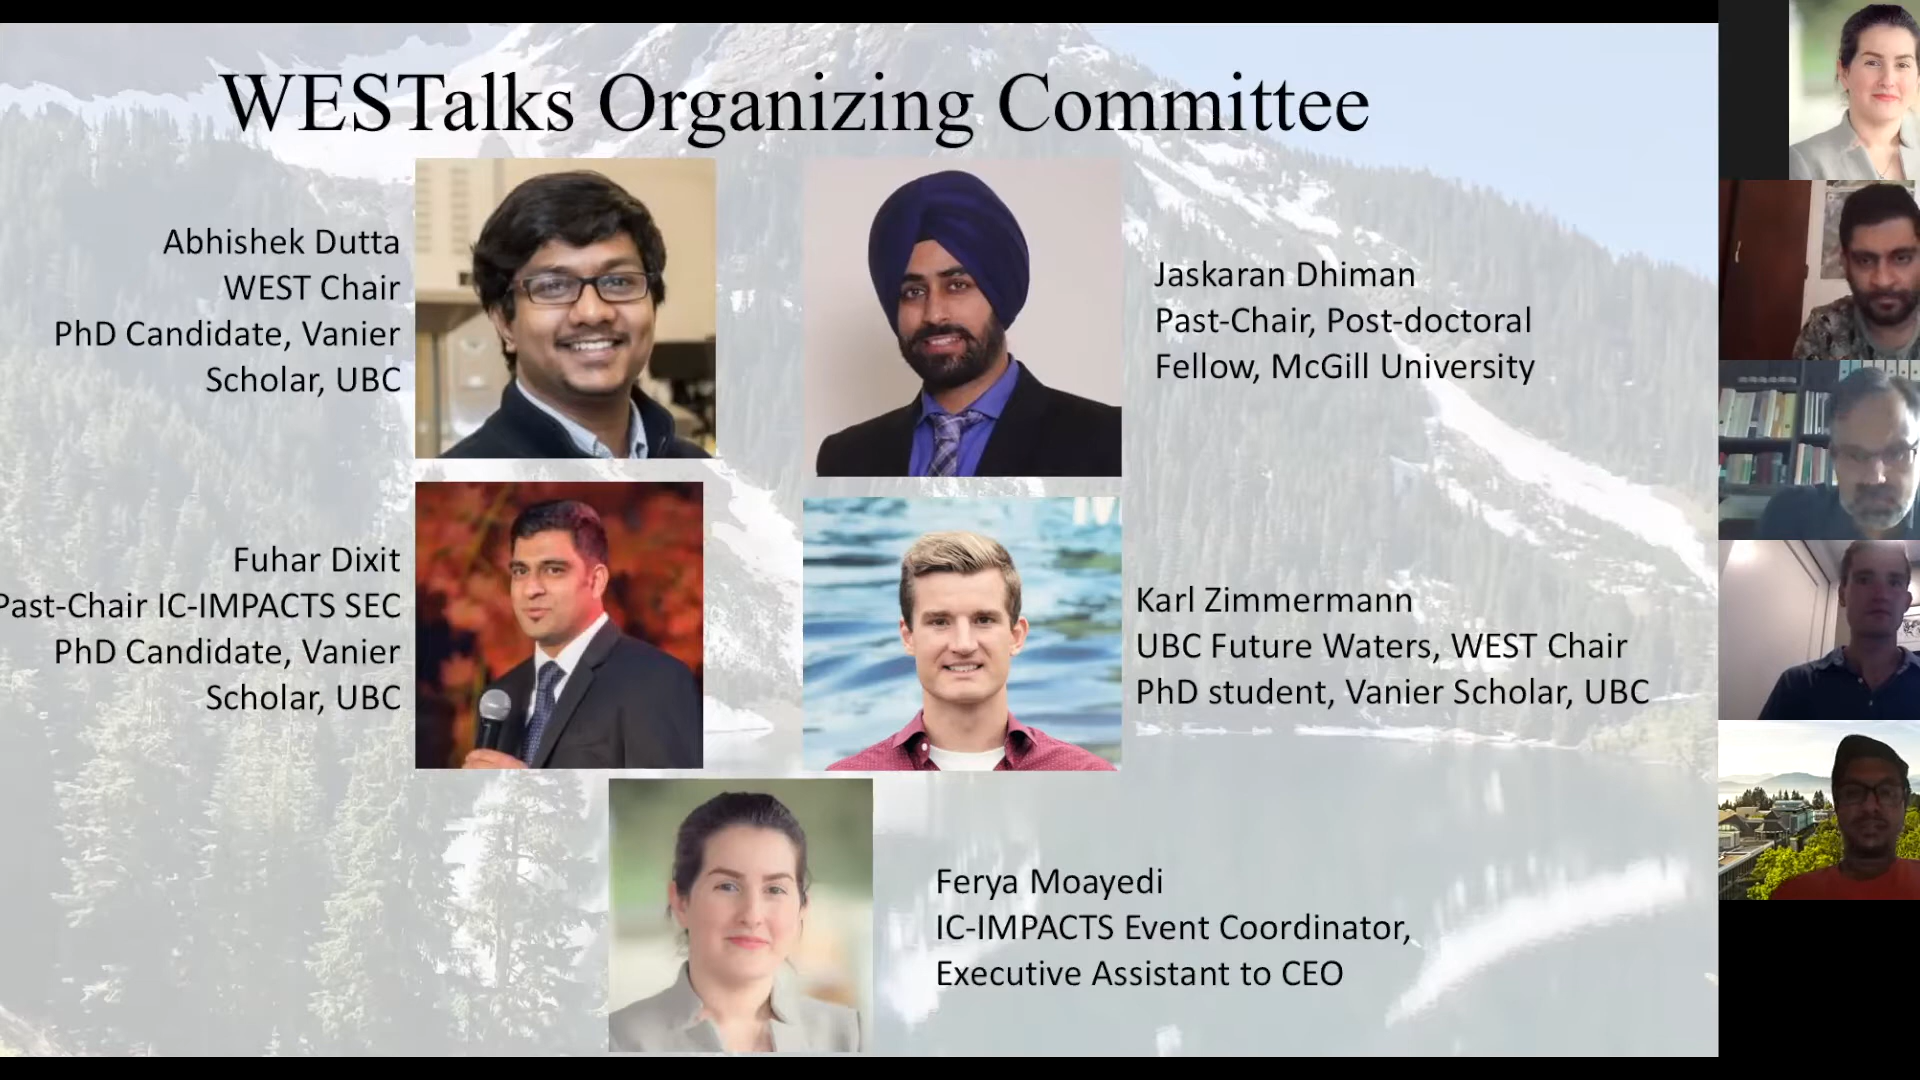 WESTalks Organizing Committee
Abhishek Dutta
WEST Chair
PhD Candidate, Vanier
Scholar, UBC
Jaskaran Dhiman
Past-Chair, Post-doctoral
Fellow, McGill University
Fuhar Dixit
Past-Chair IC-IMPACTS SEC
PhD Candidate, Vanier
Scholar, UBC
Karl Zimmermann
UBC Future Waters, WEST Chair
PhD student, Vanier Scholar, UBC
Ferya Moayedi
IC-IMPACTS Event Coordinator,
Executive Assistant to CEO